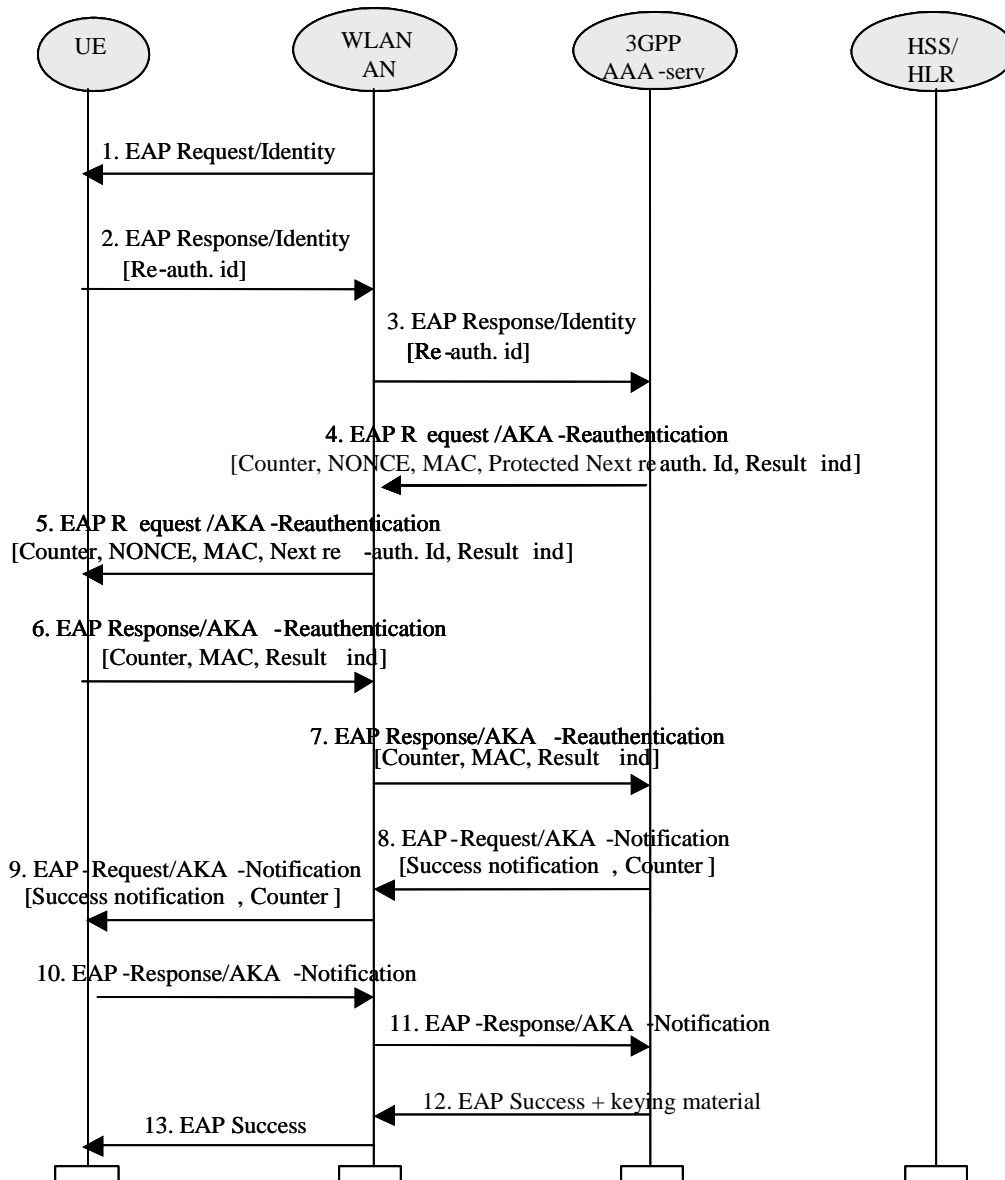 UE
WLAN
AN
3GPP
AAA -serv
HSS/
HLR
1. EAP Request/Identity
2. EAP Response/Identity
[Re-auth. id]
3. EAP Response/Identity
[Re-auth. id]
4. EAP R equest /AKA -Reauthentication
[Counter, NONCE, MAC, Protected Next re auth. Id, Result ind]
5. EAP R equest /AKA -Reauthentication
[Counter, NONCE, MAC, Next re -auth. Id, Result ind]
6. EAP Response/AKA -Reauthentication
[Counter, MAC, Result ind]
7. EAP Response/AKA -Reauthentication
[Counter, MAC, Result ind]
8. EAP -Request/AKA -Notification
[Success notification , Counter ]
9. EAP -Request/AKA -Notification
[Success notification , Counter ]
10. EAP -Response/AKA -Notification
11. EAP -Response/AKA -Notification
12. EAP Success + keying material
13. EAP Success